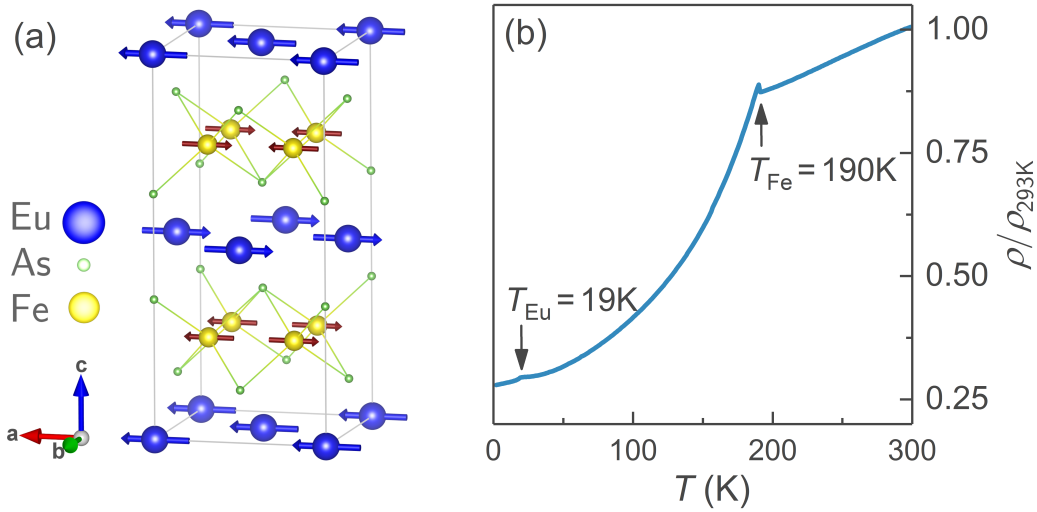 (a)
Eu
As
Fe
c
a
b
(b)
1.00
0.75
0.50
0.25
T_Fe = 190K
T_Eu = 19K
ρ/ρ_293K
0
100
200
300
T (K)